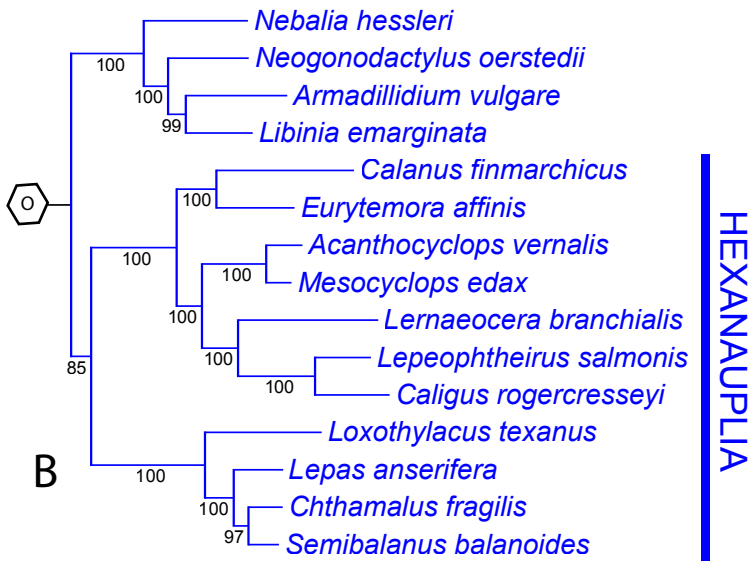 Nebalia hessleri
100
Neogonodactylus oerstedii
100
Armadillidium vulgare
99
Libinia emarginata
Calanus finmarchicus
100
Eurytemora affinis
O
100
Acanthocyclops vernalis
100
Mesocyclops edax
100
Lernaeocera branchialis
100
Lepeophtheirus salmonis
100
Caligus rogercresseyi
85
Loxothylacus texanus
100
Lepas anserifera
100
Chthamalus fragilis
97
Semibalanus balanoides
HEXANAUPLIA
B